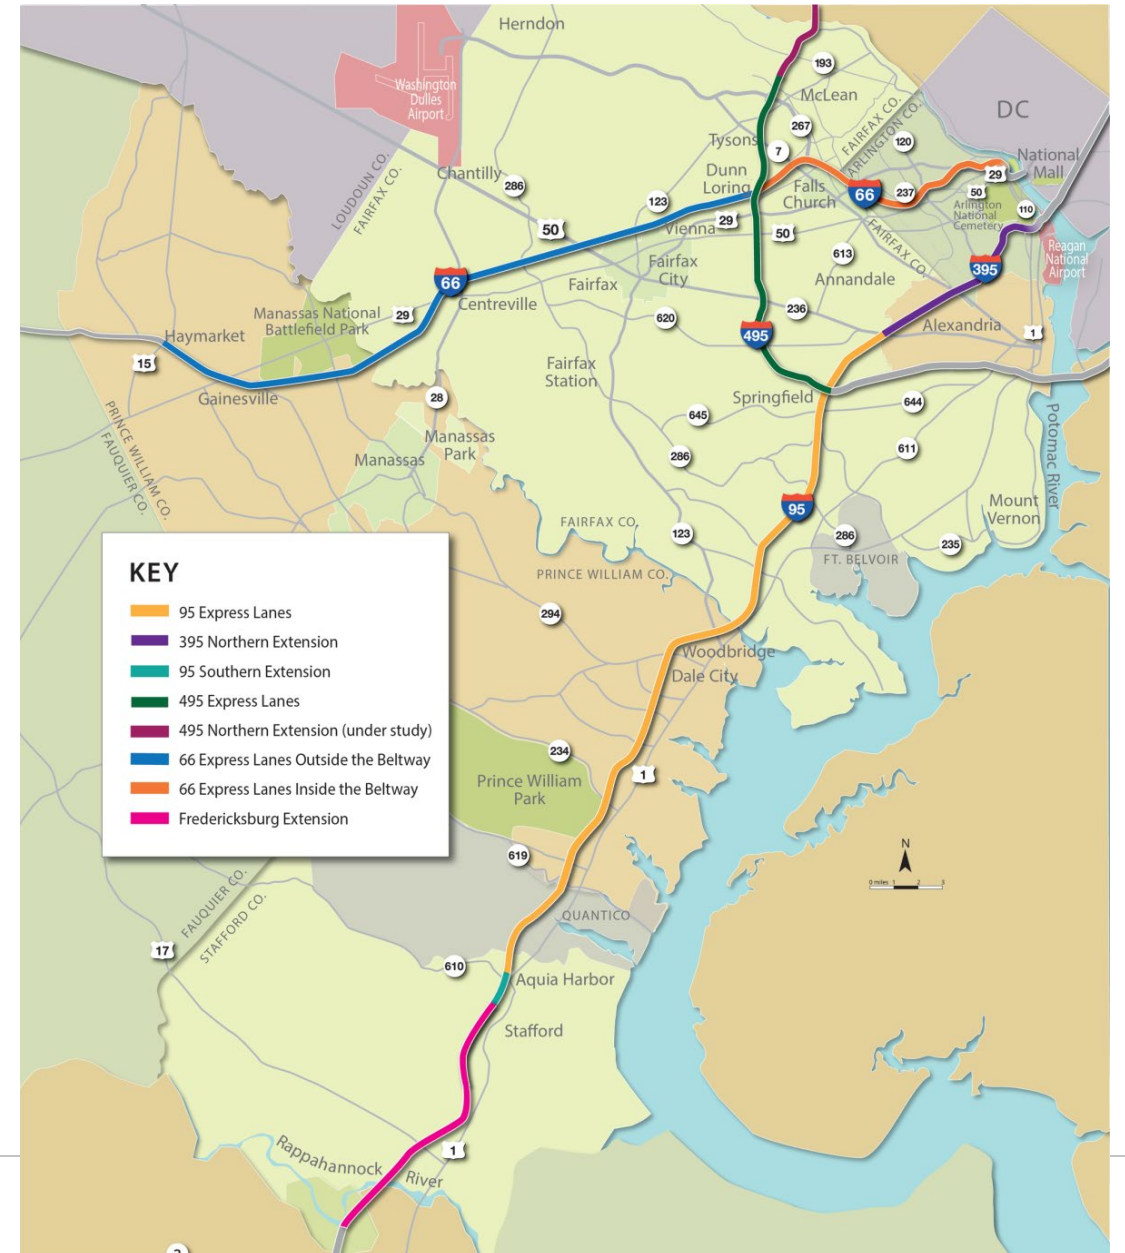 Herndon
193
Washington
Dulles
Airport
McLean
DC
267
FAIRFAX CO.
ARLINGTON CO.
120
Tysons
7
National
Mall
LOUDOUN CO.
FAIRFAX CO.
Chantilly
286
Dunn
Loring
Falls
Church
66
237
29
50
123
Arlington
National
Cemetery
110
50
29
Vienna
50
FAIRFAX CO.
Reagan
National
Airport
613
Fairfax
City
395
66
Fairfax
Annandale
Centreville
Manassas National
Battlefield Park
29
236
620
Alexandria
1
Haymarket
495
15
Fairfax
Station
Gainesville
28
Springfield
644
645
PRINCE WILLIAM CO.
FAUQUIER CO.
Manassas
Park
611
Potomac River
Manassas
286
Mount
Vernon
95
FAIRFAX CO.
123
286
235
FT. BELVOIR
PRINCE WILLIAM CO.
KEY
95 Express Lanes
395 Northern Extension
95 Southern Extension
495 Express Lanes
495 Northern Extension (under study)
66 Express Lanes Outside the Beltway
66 Express Lanes Inside the Beltway
Fredericksburg Extension
294
Woodbridge
Dale City
234
1
Prince William
Park
N
0 miles 1 2 3
619
FAUQUIER CO.
STAFFORD CO.
QUANTICO
17
610
Aquia Harbor
Stafford
1
Rappahannock
River